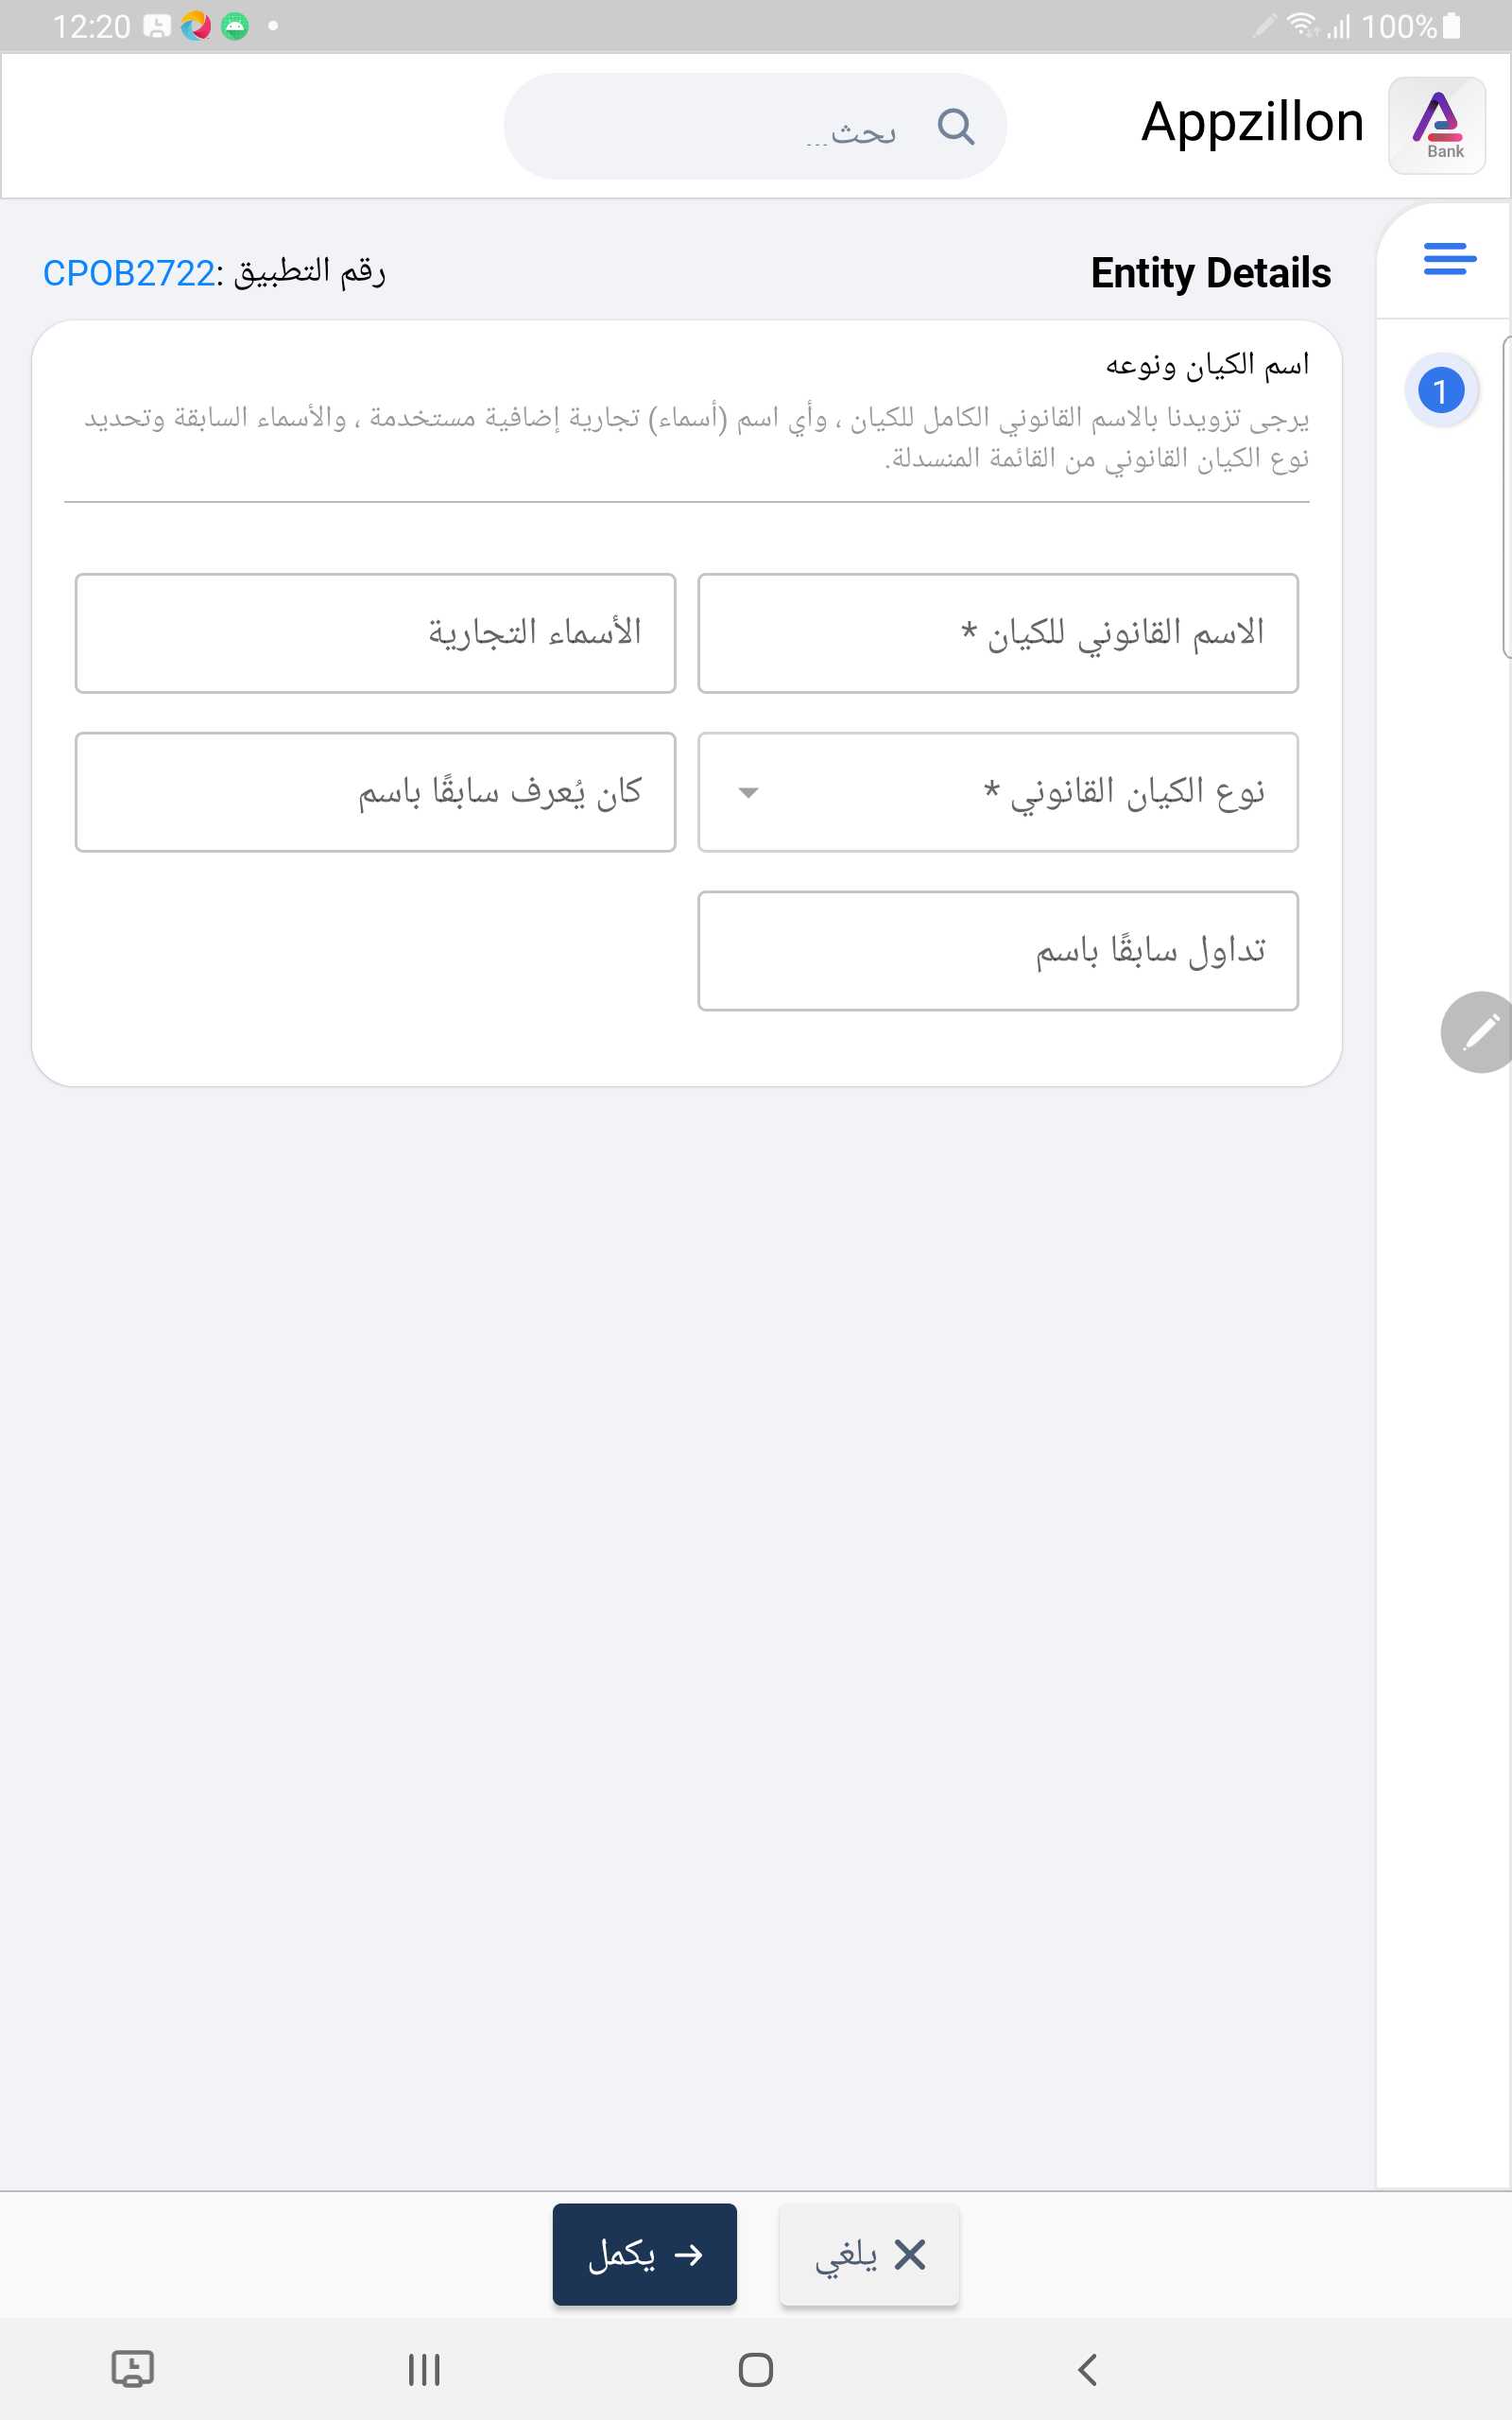 12:20
100%
Bank
Appzillon
بحث...
Entity Details
رقم التطبيق :CPOB2722
1
اسم الكيان ونوعه
يرجى تزويدنا بالاسم القانوني الكامل للكيان ، وأي اسم (أسماء) تجارية إضافية مستخدمة ، والأسماء السابقة وتحديد
نوع الكيان القانوني من القائمة المنسدلة.
الاسم القانوني للكيان *
الأسماء التجارية
نوع الكيان القانوني *
كان يُعرف سابقًا باسم
تداول سابقًا باسم
يلغي
يكمل